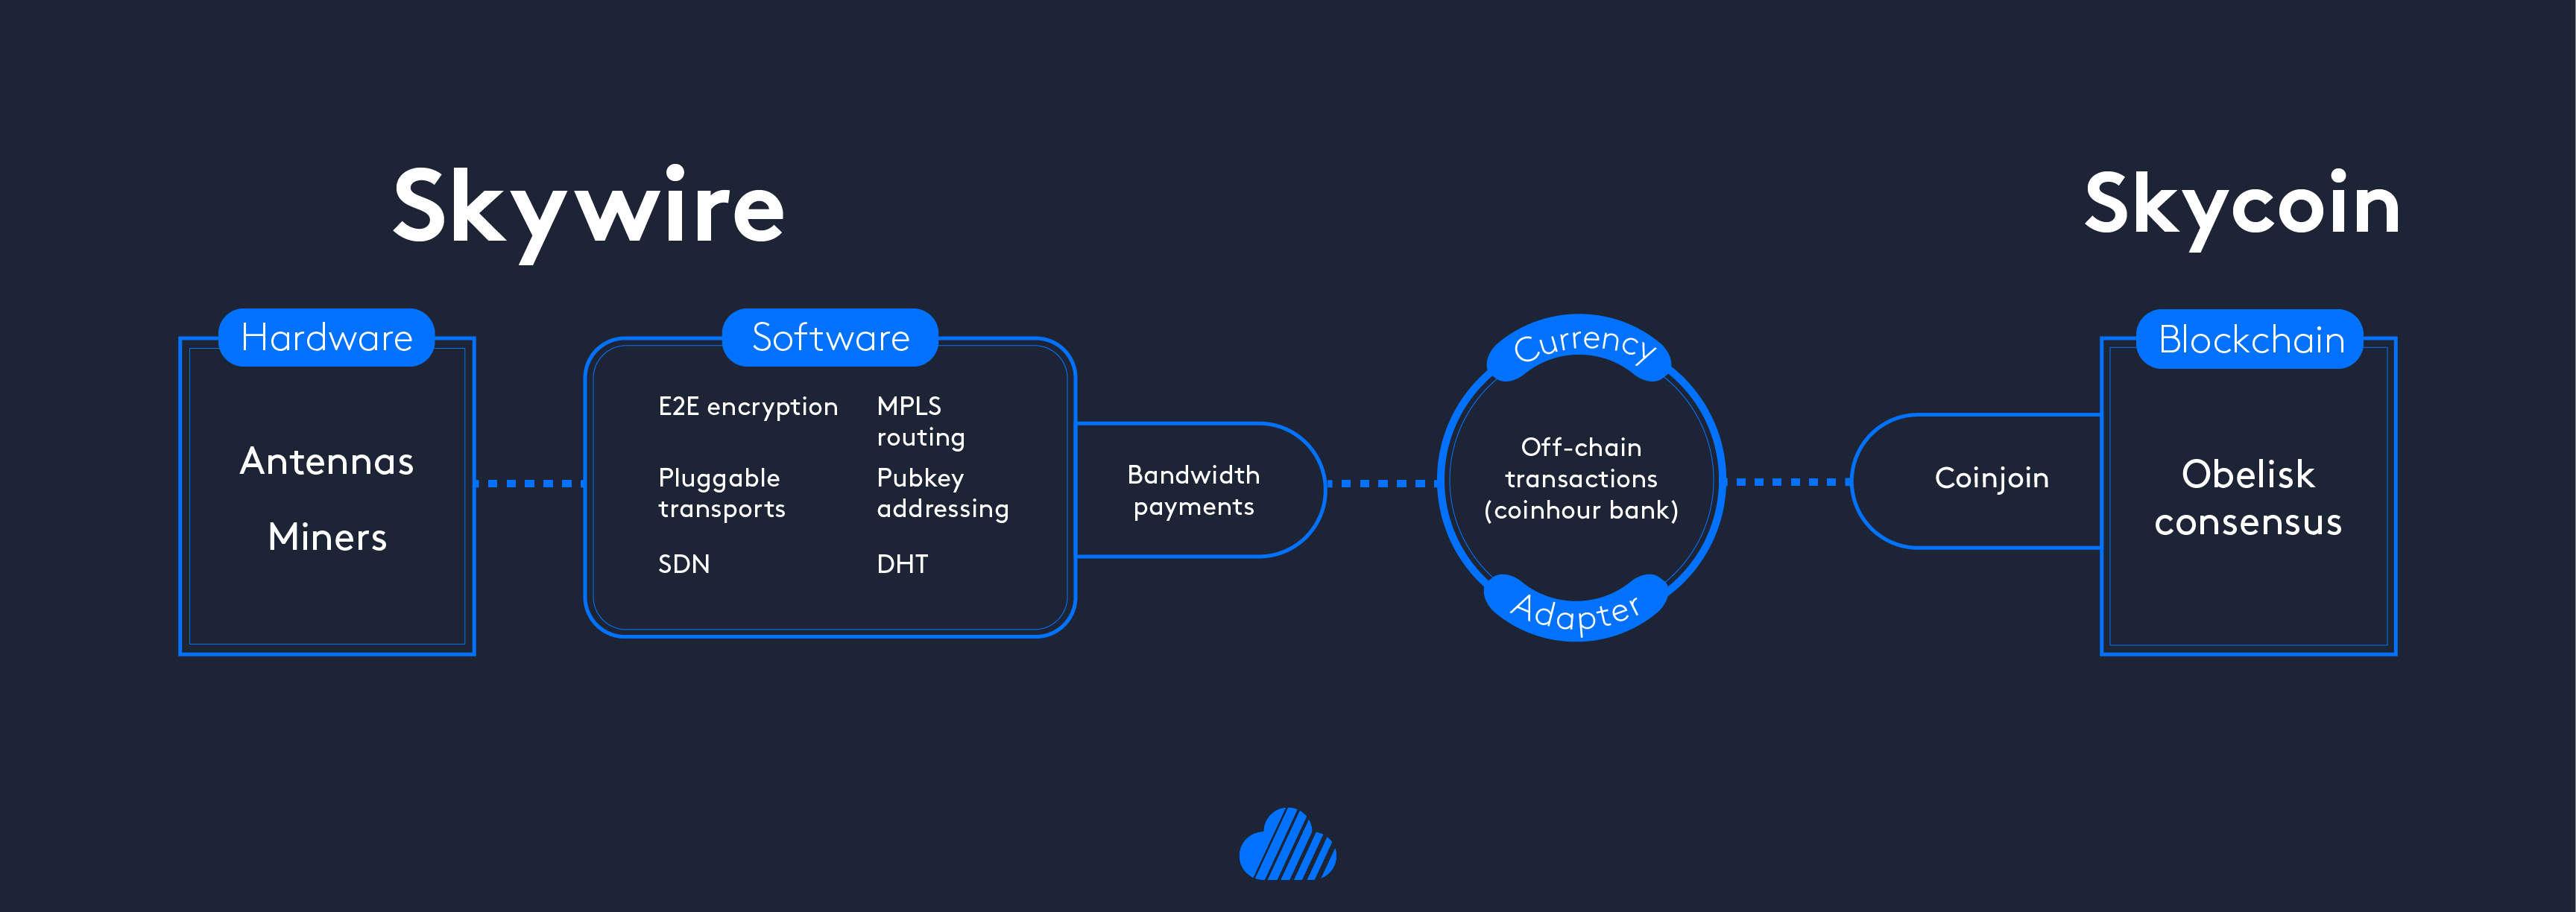 Skywire
Skycoin
Hardware
Antennas
Miners
Software
E2E encryption
MPLS
routing
Pluggable
transports
Pubkey
addressing
SDN
DHT
Bandwidth
payments
Currency
Off-chain
transactions
(coinhour bank)
Adapter
Coinjoin
Blockchain
Obelisk
consensus